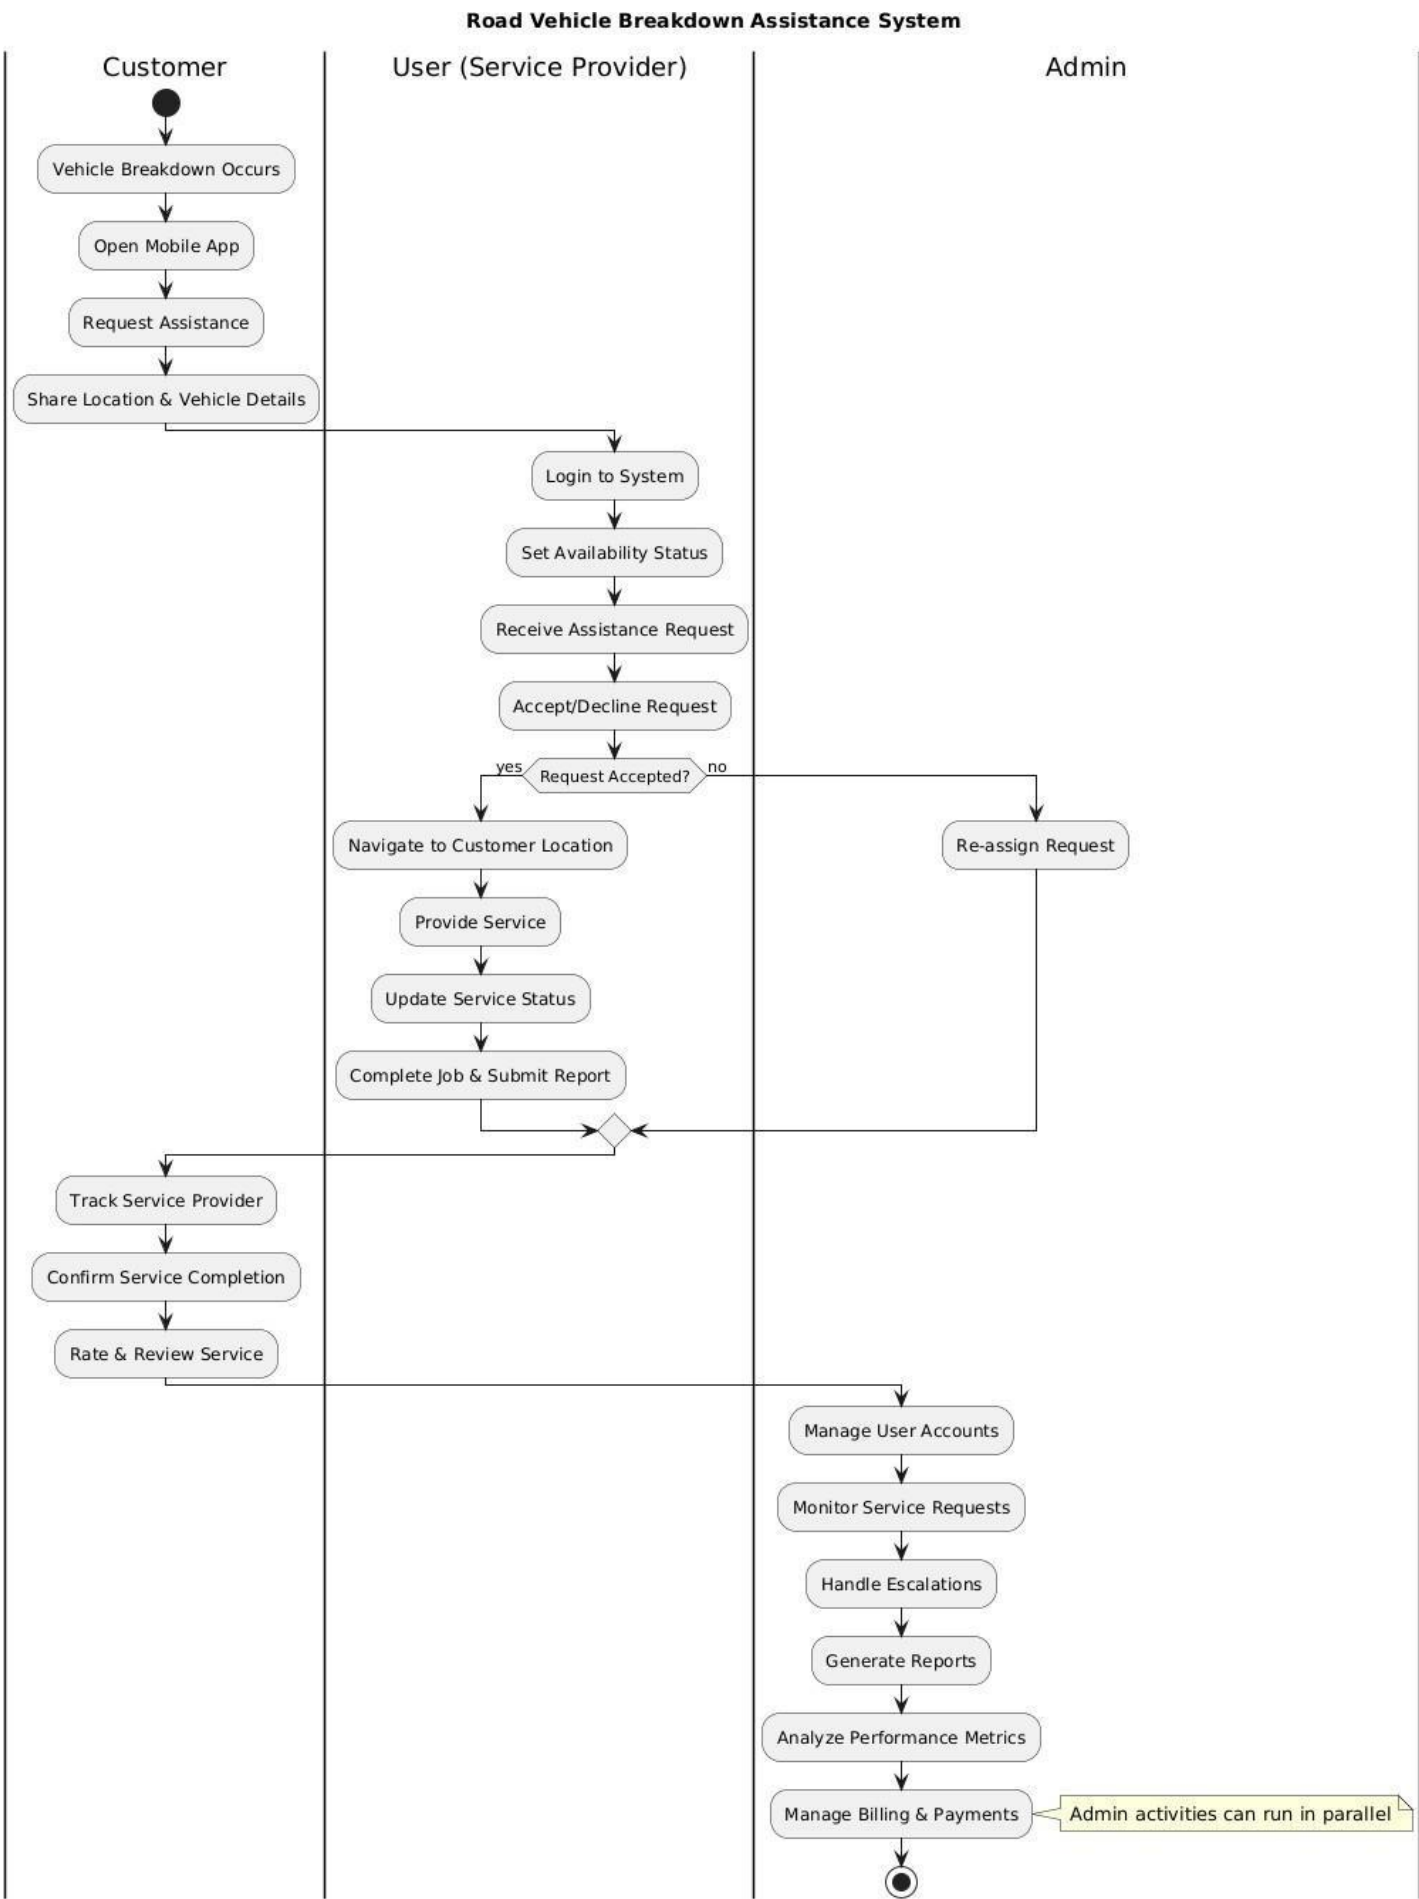 Road Vehicle Breakdown Assistance System
Customer
User (Service Provider)
Admin
Vehicle Breakdown Occurs
Open Mobile App
Request Assistance
Share Location & Vehicle Details
Login to System
Set Availability Status
Receive Assistance Request
Accept/Decline Request
yes
Request Accepted?
no
Navigate to Customer Location
Re-assign Request
Provide Service
Update Service Status
Complete Job & Submit Report
Track Service Provider
Confirm Service Completion
Rate & Review Service
Manage User Accounts
Monitor Service Requests
Handle Escalations
Generate Reports
Analyze Performance Metrics
Manage Billing & Payments
Admin activities can run in parallel